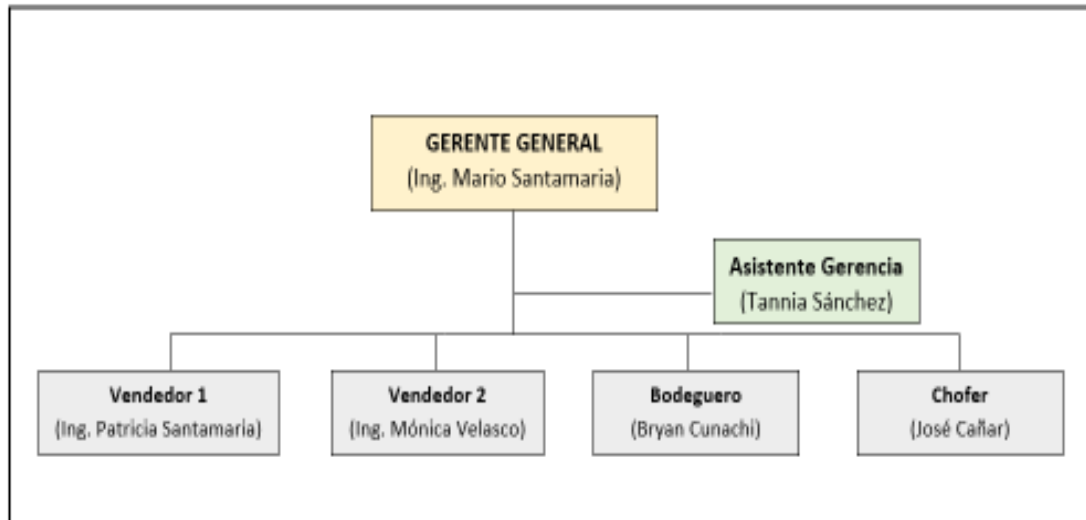 GERENTE GENERAL
(Ing. Mario Santamaria)
Asistente Gerencia
(Tannia Sánchez)
Vendedor 1
(Ing. Patricia Santamaria)
Vendedor 2
(Ing. Mónica Velasco)
Bodeguero
(Bryan Cunachi)
Chofer
(José Cañar)